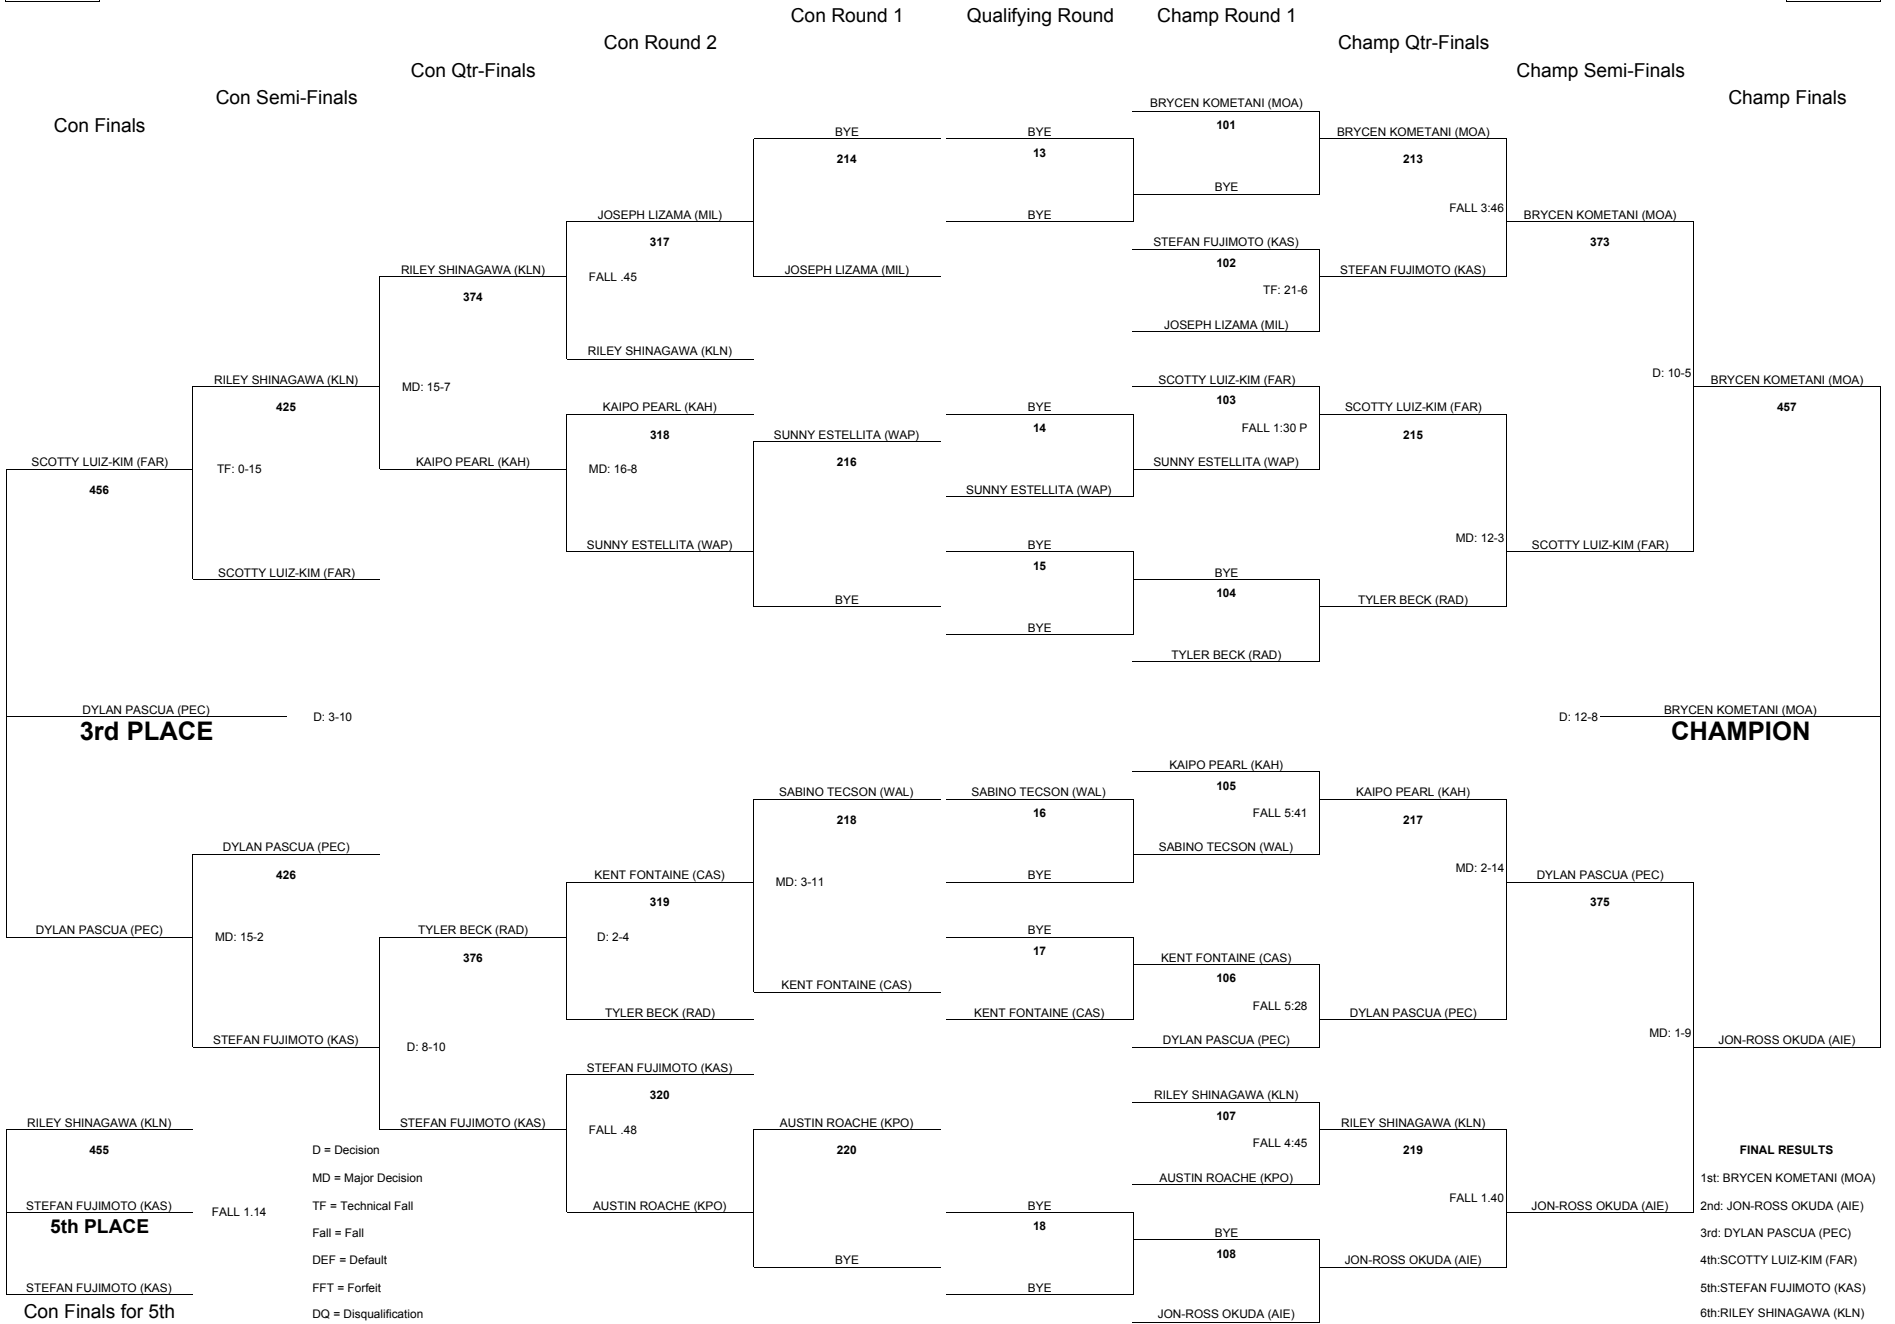 Con Round 1
Qualifying Round
Champ Round 1
Con Round 2
Champ Qtr-Finals
Con Qtr-Finals
Champ Semi-Finals
Con Semi-Finals
Champ Finals
Con Finals
SCOTTY LUIZ-KIM (FAR)
456
DYLAN PASCUA (PEC)
3rd PLACE
D: 3-10
DYLAN PASCUA (PEC)
RILEY SHINAGAWA (KLN)
455
STEFAN FUJIMOTO (KAS)
5th PLACE
FALL 1.14
STEFAN FUJIMOTO (KAS)
Con Finals for 5th
RILEY SHINAGAWA (KLN)
425
TF: 0-15
SCOTTY LUIZ-KIM (FAR)
DYLAN PASCUA (PEC)
426
MD: 15-2
STEFAN FUJIMOTO (KAS)
D = Decision
MD = Major Decision
TF = Technical Fall
Fall = Fall
DEF = Default
FFT = Forfeit
DQ = Disqualification
RILEY SHINAGAWA (KLN)
374
MD: 15-7
KAIPO PEARL (KAH)
TYLER BECK (RAD)
376
D: 8-10
STEFAN FUJIMOTO (KAS)
JOSEPH LIZAMA (MIL)
317
FALL .45
RILEY SHINAGAWA (KLN)
KAIPO PEARL (KAH)
318
MD: 16-8
SUNNY ESTELLITA (WAP)
KENT FONTAINE (CAS)
319
D: 2-4
TYLER BECK (RAD)
STEFAN FUJIMOTO (KAS)
320
FALL .48
AUSTIN ROACHE (KPO)
BYE
214
JOSEPH LIZAMA (MIL)
SUNNY ESTELLITA (WAP)
216
BYE
SABINO TECSON (WAL)
218
MD: 3-11
KENT FONTAINE (CAS)
AUSTIN ROACHE (KPO)
220
BYE
BYE
13
BYE
BYE
14
SUNNY ESTELLITA (WAP)
BYE
15
BYE
SABINO TECSON (WAL)
16
BYE
BYE
17
KENT FONTAINE (CAS)
BYE
18
BYE
BRYCEN KOMETANI (MOA)
101
BYE
STEFAN FUJIMOTO (KAS)
102
TF: 21-6
JOSEPH LIZAMA (MIL)
SCOTTY LUIZ-KIM (FAR)
103
FALL 1:30 P
SUNNY ESTELLITA (WAP)
BYE
104
TYLER BECK (RAD)
KAIPO PEARL (KAH)
105
FALL 5:41
SABINO TECSON (WAL)
KENT FONTAINE (CAS)
106
FALL 5:28
DYLAN PASCUA (PEC)
RILEY SHINAGAWA (KLN)
107
FALL 4:45
AUSTIN ROACHE (KPO)
BYE
108
JON-ROSS OKUDA (AIE)
BRYCEN KOMETANI (MOA)
213
FALL 3:46
STEFAN FUJIMOTO (KAS)
SCOTTY LUIZ-KIM (FAR)
215
MD: 12-3
TYLER BECK (RAD)
KAIPO PEARL (KAH)
217
MD: 2-14
DYLAN PASCUA (PEC)
RILEY SHINAGAWA (KLN)
219
FALL 1.40
JON-ROSS OKUDA (AIE)
BRYCEN KOMETANI (MOA)
373
D: 10-5
SCOTTY LUIZ-KIM (FAR)
DYLAN PASCUA (PEC)
375
MD: 1-9
JON-ROSS OKUDA (AIE)
BRYCEN KOMETANI (MOA)
457
D: 12-8
BRYCEN KOMETANI (MOA)
CHAMPION
JON-ROSS OKUDA (AIE)
FINAL RESULTS
1st: BRYCEN KOMETANI (MOA)
2nd: JON-ROSS OKUDA (AIE)
3rd: DYLAN PASCUA (PEC)
4th:SCOTTY LUIZ-KIM (FAR)
5th:STEFAN FUJIMOTO (KAS)
6th:RILEY SHINAGAWA (KLN)